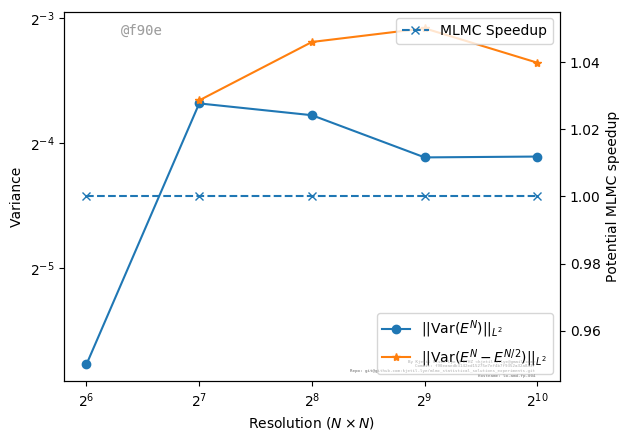 @f90e
MLMC Speedup
2^-3
2^-4
2^-5
Variance
1.04
1.02
1.00
0.98
0.96
Potential MLMC speedup
||Var(E^N)||_{L^2}
||Var(E^N − E^{N/2})||_{L^2}
2^6
2^7
2^8
2^9
2^10
Resolution (N × N)